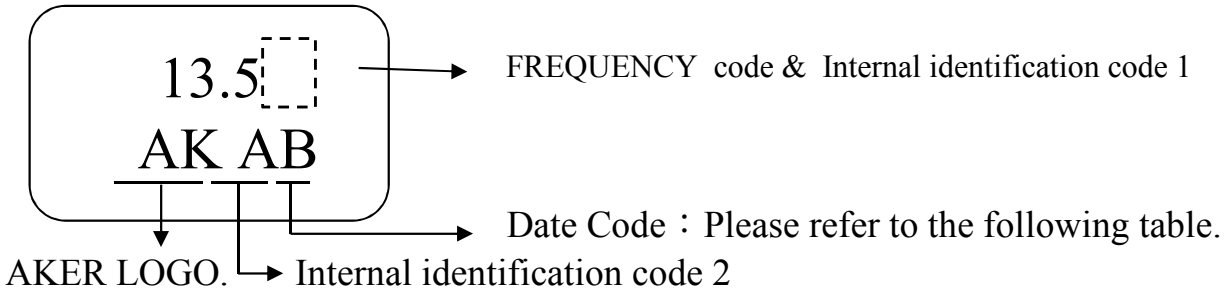 13.5
FREQUENCY code & Internal identification code 1
AK AB
Date Code：Please refer to the following table.
AKER LOGO.
Internal identification code 2